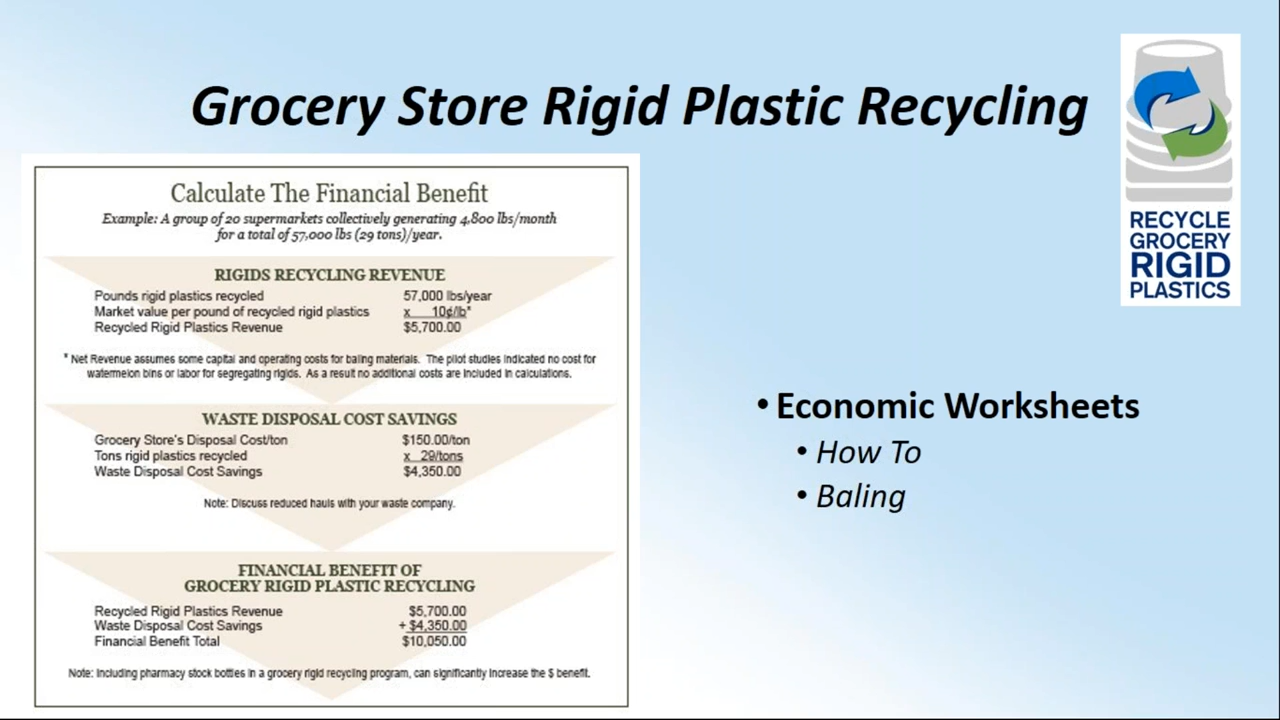 Grocery Store Rigid Plastic Recycling
RECYCLE
GROCERY
RIGID
PLASTICS
Calculate The Financial Benefit
Example: A group of 20 supermarkets collectively generating 4,800 lbs/month
for a total of 57,000 lbs (29 tons)/year.
RIGIDS RECYCLING REVENUE
Pounds rigid plastics recycled 57,000 lbs/year
Market value per pound of recycled rigid plastics x 10¢/lb*
Recycled Rigid Plastics Revenue $5,700.00
* Net Revenue assumes some capital and operating costs for baling materials. The pilot studies indicated no cost for
watermelon bins or labor for segregating rigids. As a result no additional costs are included in calculations.
WASTE DISPOSAL COST SAVINGS
Grocery Store's Disposal Cost/ton $150.00/ton
Tons rigid plastics recycled x 29/tons
Waste Disposal Cost Savings $4,350.00
Note: Discuss reduced hauls with your waste company.
FINANCIAL BENEFIT OF
GROCERY RIGID PLASTIC RECYCLING
Recycled Rigid Plastics Revenue $5,700.00
Waste Disposal Cost Savings + $4,350.00
Financial Benefit Total $10,050.00
Note: Including pharmacy stock bottles in a grocery rigid recycling program, can significantly increase the $ benefit.
• Economic Worksheets
• How To
• Baling